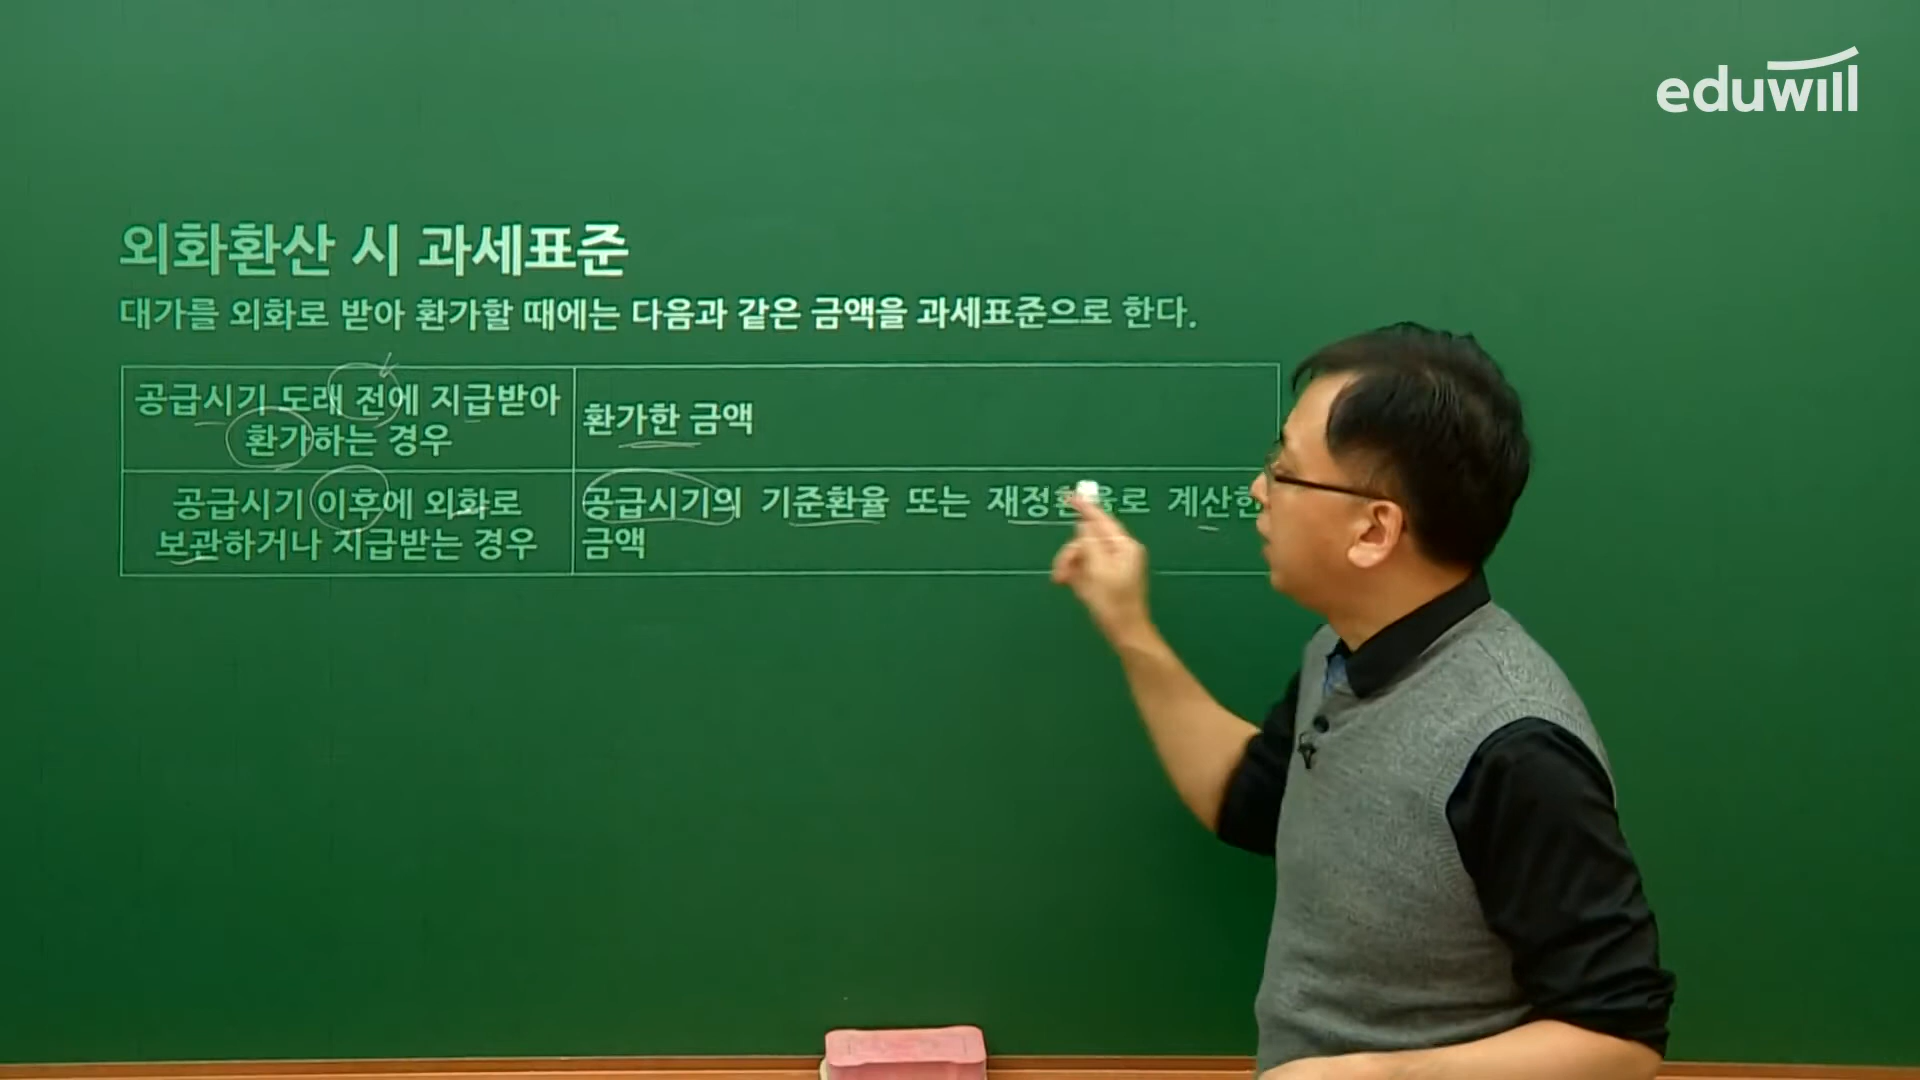 eduwill
외화환산 시 과세표준
대가를 외화로 받아 환가할 때에는 다음과 같은 금액을 과세표준으로 한다.
공급시기 도래 전에 지급받아
환가하는 경우
환가한 금액
공급시기 이후에 외화로
보관하거나 지급받는 경우
공급시기의 기준환율 또는 재정환율로 계산한
금액